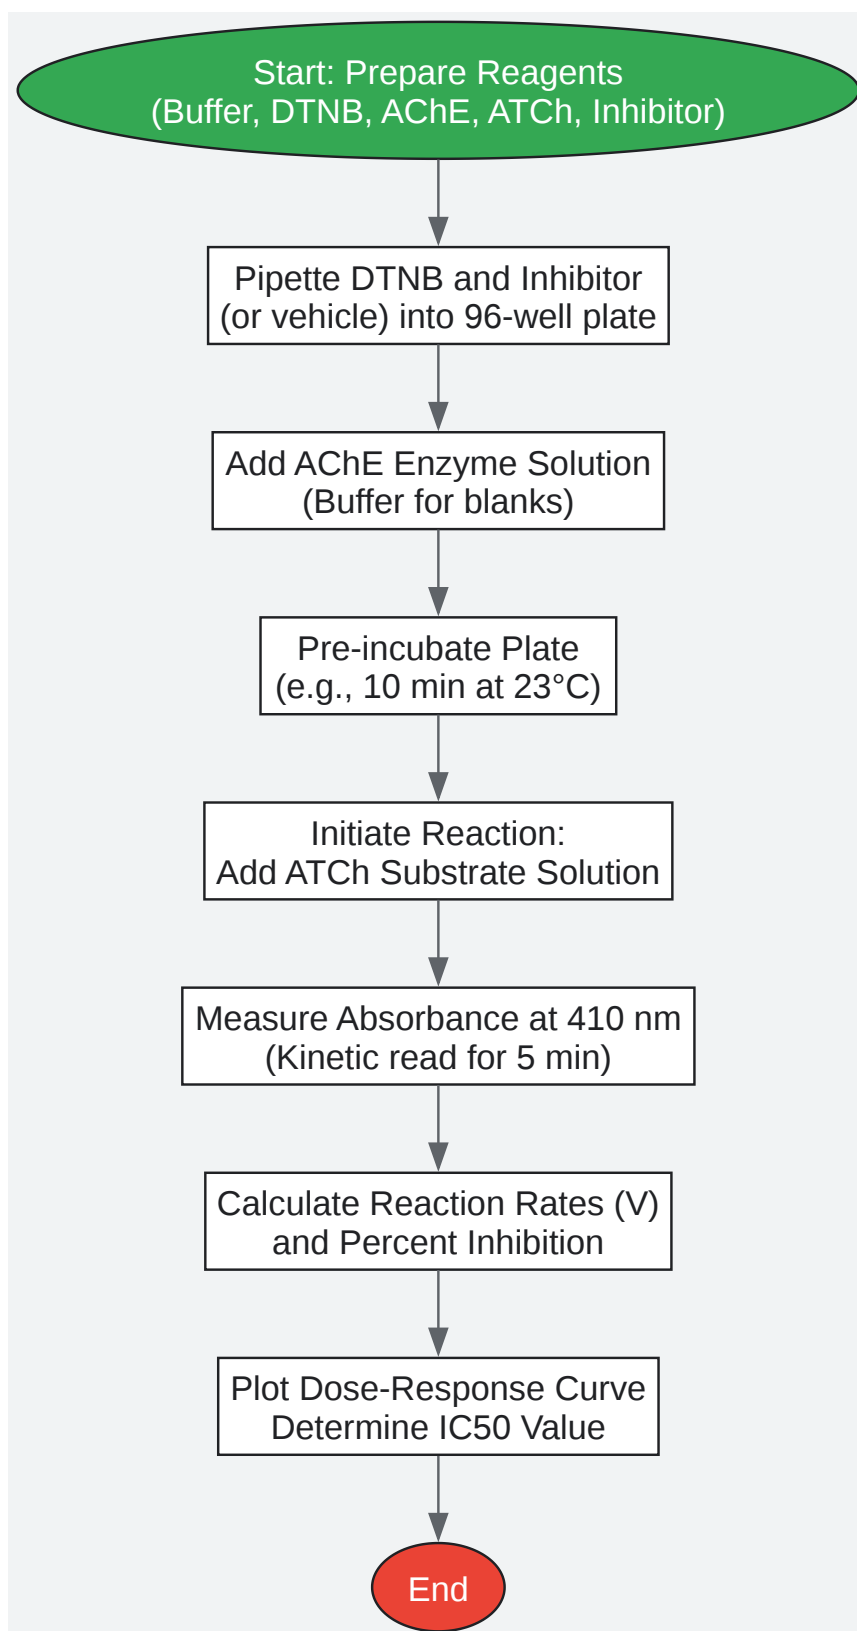 Start: Prepare Reagents
(Buffer, DTNB, AChE, ATCh, Inhibitor)
Pipette DTNB and Inhibitor
(or vehicle) into 96-well plate
Add AChE Enzyme Solution
(Buffer for blanks)
Pre-incubate Plate
(e.g., 10 min at 23°C)
Initiate Reaction:
Add ATCh Substrate Solution
Measure Absorbance at 410 nm
(Kinetic read for 5 min)
Calculate Reaction Rates (V)
and Percent Inhibition
Plot Dose-Response Curve
Determine IC50 Value
End